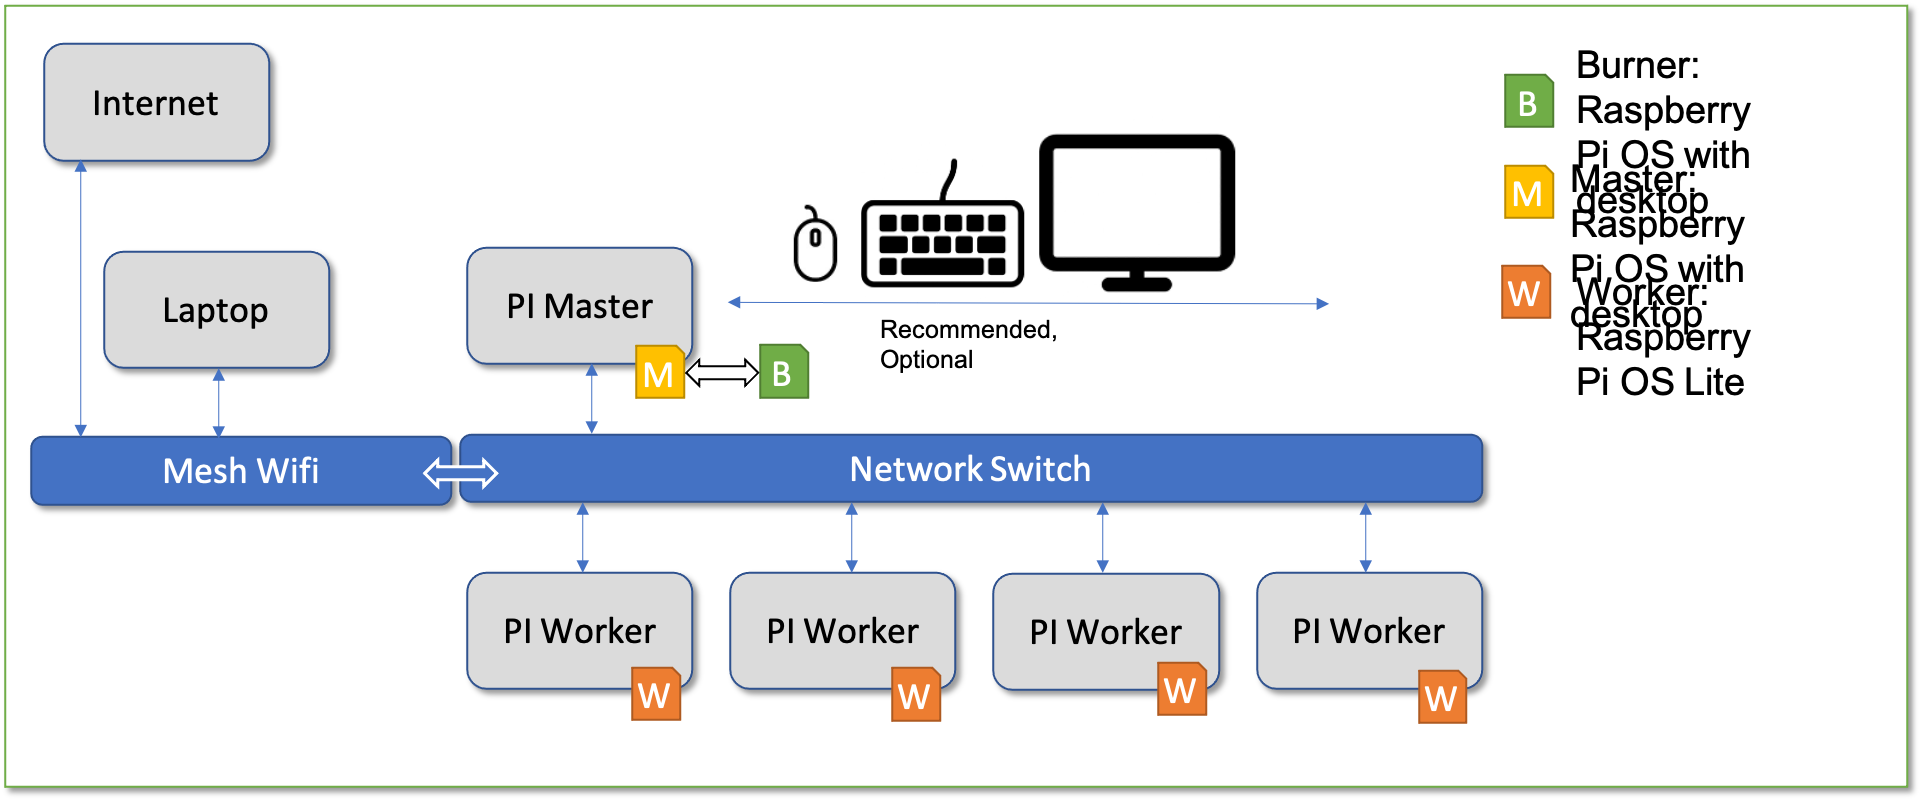 Internet
Laptop
PI Master
M
B
Recommended,
Optional
Mesh Wifi
Network Switch
PI Worker
W
PI Worker
W
PI Worker
W
PI Worker
W
B
Burner:
Raspberry
Pi OS with
desktop
M
Master:
Raspberry
Pi OS with
desktop
W
Worker:
Raspberry
Pi OS Lite